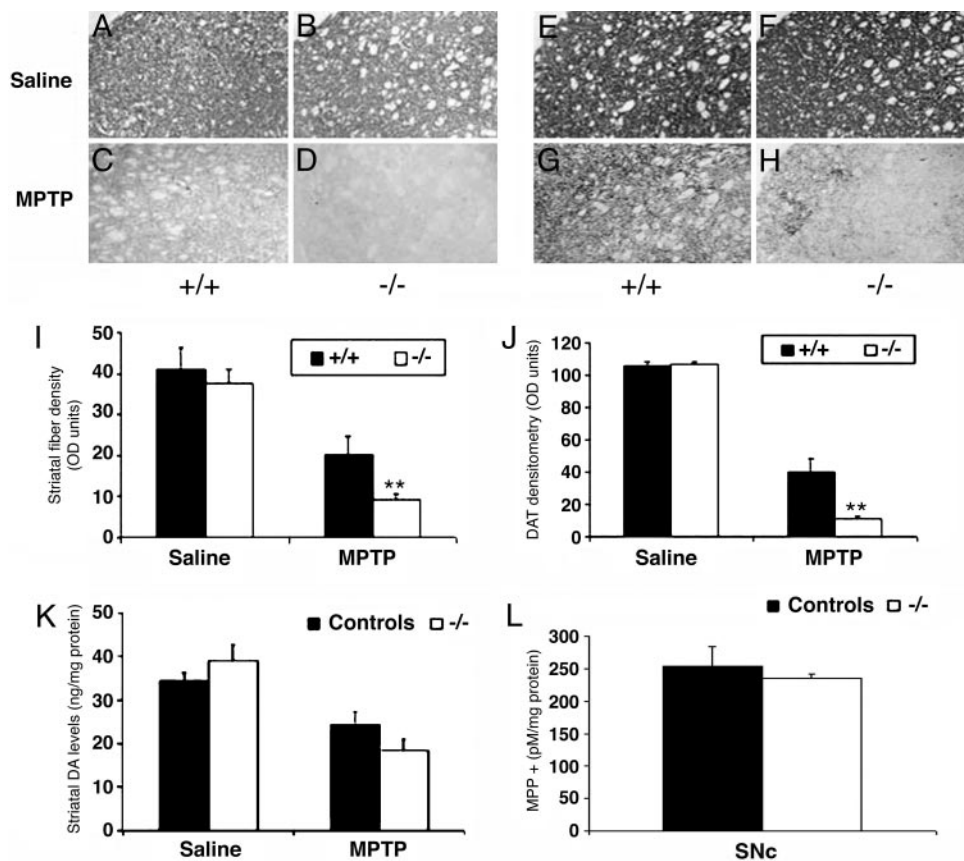 A B E F
Saline
C D G H
MPTP
+/+ -/- +/+ -/-
I
Striatal fiber density
(OD units)
50
40
30
20
10
0
+/+ -/-
**
Saline MPTP
J
DAT densitometry (OD units)
120
100
80
60
40
20
0
+/+ -/-
**
Saline MPTP
K
Striatal DA levels (ng/mg protein)
50
40
30
20
10
0
Controls -/-
Saline MPTP
L
MPP + (pM/mg protein)
300
250
200
150
100
50
0
Controls -/-
SNc